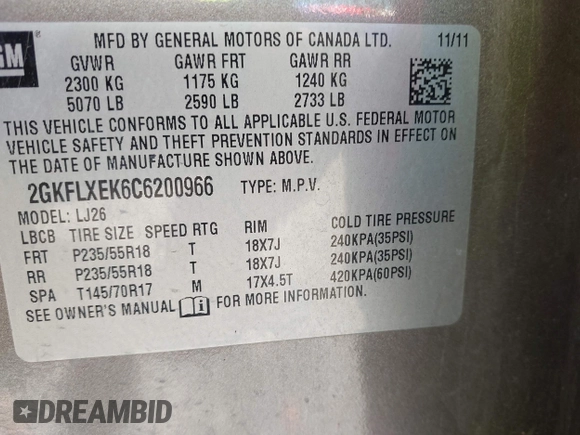 GM
MFD BY GENERAL MOTORS OF CANADA LTD. 11/11
GVWR GAWR FRT GAWR RR
2300 KG 1175 KG 1240 KG
5070 LB 2590 LB 2733 LB
THIS VEHICLE CONFORMS TO ALL APPLICABLE U.S. FEDERAL MOTOR
VEHICLE SAFETY AND THEFT PREVENTION STANDARDS IN EFFECT ON
THE DATE OF MANUFACTURE SHOWN ABOVE.
2GKFLXEK6C6200966 TYPE: M.P.V.
MODEL: LJ26
LBCB TIRE SIZE SPEED RTG RIM COLD TIRE PRESSURE
FRT P235/55R18 T 18X7J 240KPA(35PSI)
RR P235/55R18 T 18X7J 240KPA(35PSI)
SPA T145/70R17 M 17X4.5T 420KPA(60PSI)
SEE OWNER'S MANUAL FOR MORE INFORMATION.
DREAMBID